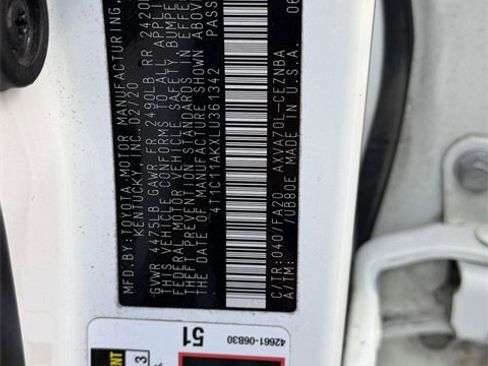 MFD.BY:TOYOTA MOTOR MANUFACTURING,
KENTUCKY, INC. 02/20
GVWR 4475LB GAWR FR 2490LB RR 2420
THIS VEHICLE CONFORMS TO ALL
FEDERAL MOTOR VEHICLE SAFETY BUMPE
THEFT PREVENTION STANDARDS IN EFFE
THE DATE OF MANUFACTURE SHOWN ABOV
4T1C11AKXLU361342 PASS
C/TR:040/FA20 AXVA70L-CEZNBA
A/TM: /UB80E MADE IN U.S.A. 06
42661-06B30
51